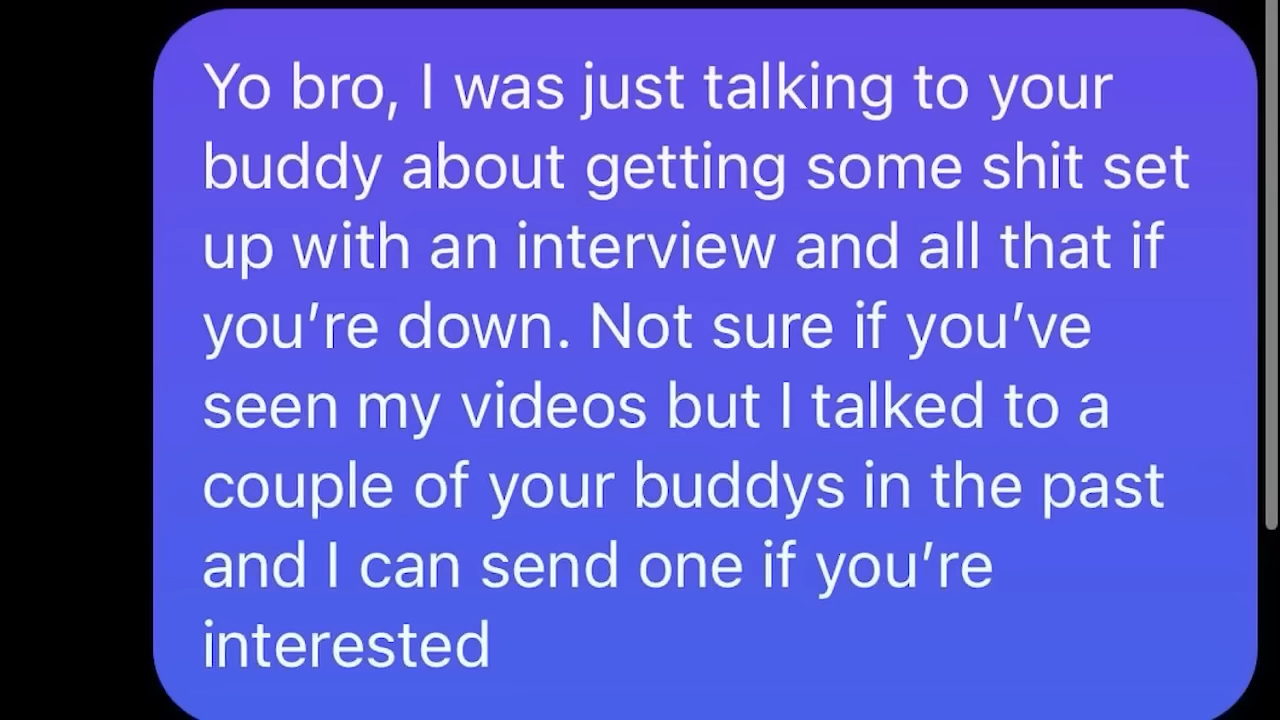 Yo bro, I was just talking to your
buddy about getting some shit set
up with an interview and all that if
you’re down. Not sure if you’ve
seen my videos but I talked to a
couple of your buddys in the past
and I can send one if you’re
interested